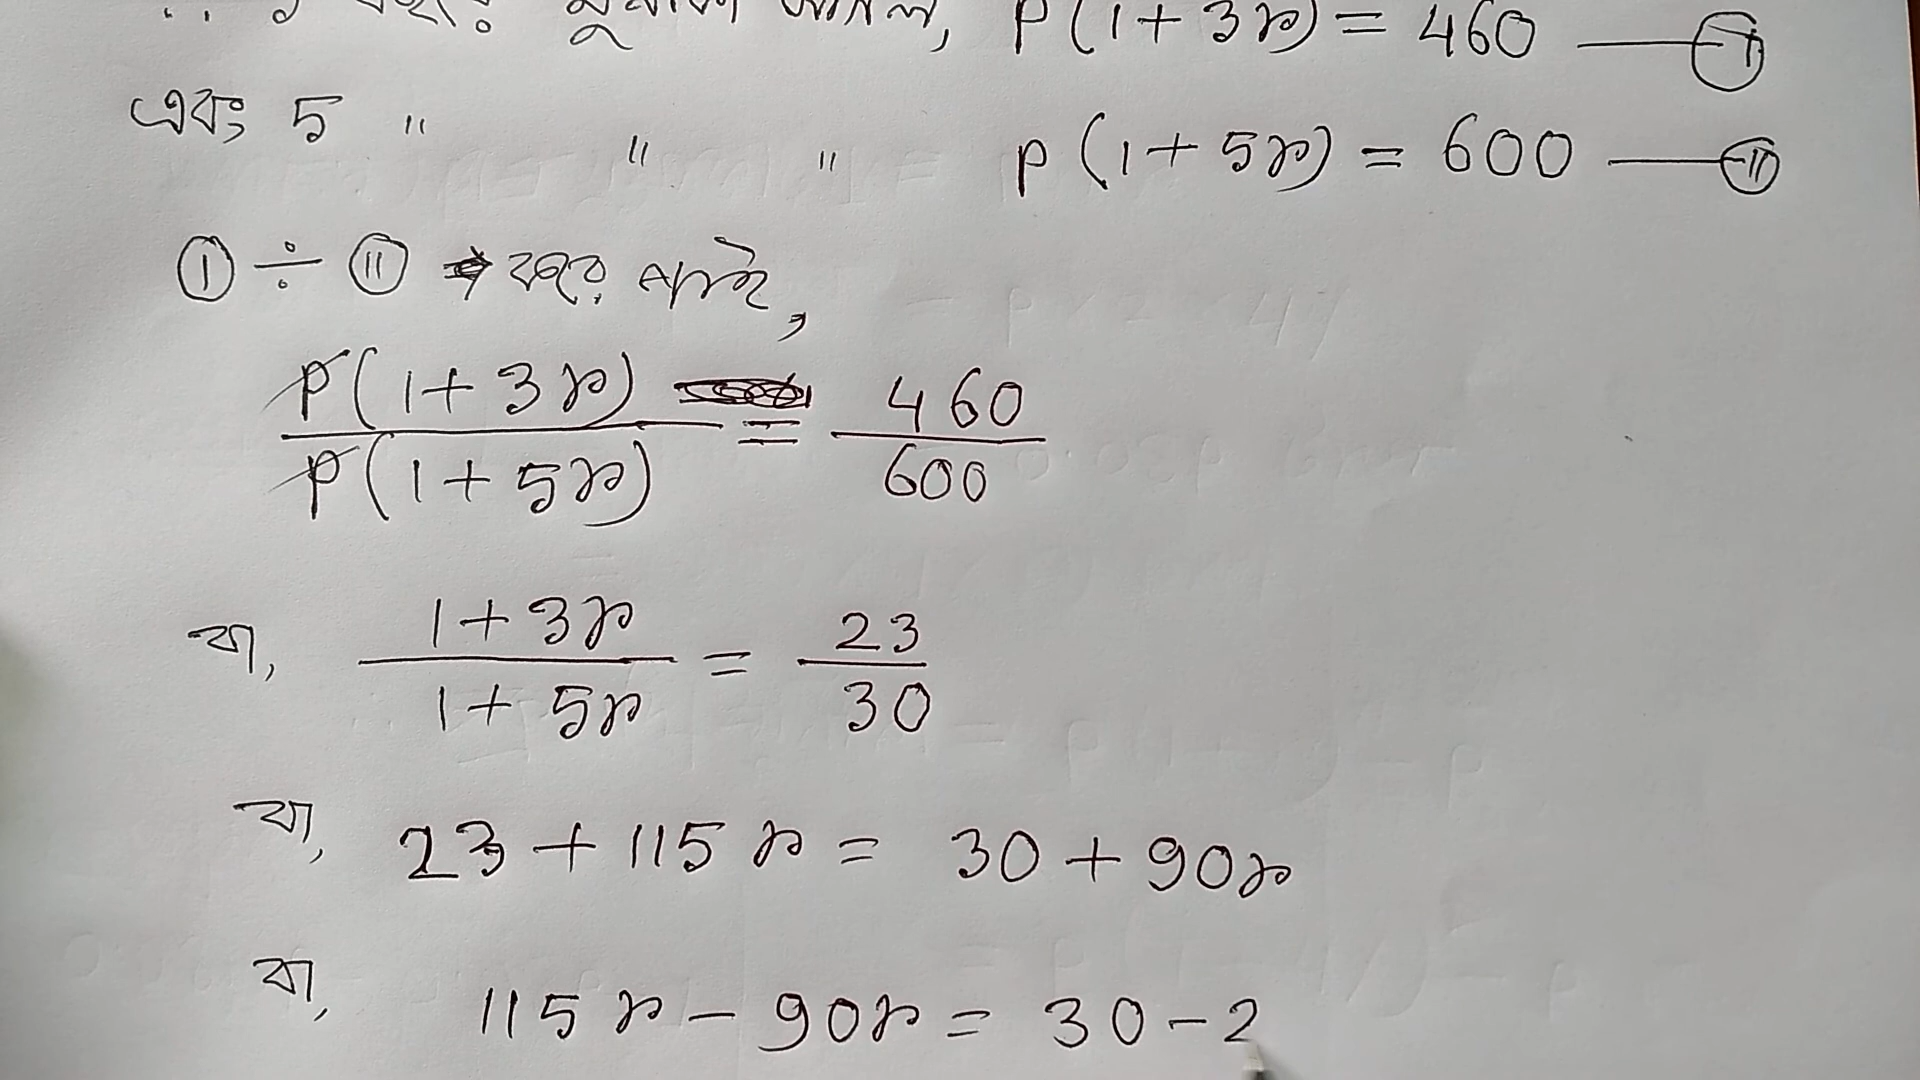 P(1+3r) = 460 —— (i)
এবং 5 " " " P(1+5r) = 600 —— (ii)
(i) ÷ (ii) করে পাই,
P(1+3r) / P(1+5r) = 460 / 600
বা, 1+3r / 1+5r = 23 / 30
বা, 23 + 115r = 30 + 90r
বা, 115r - 90r = 30 - 2